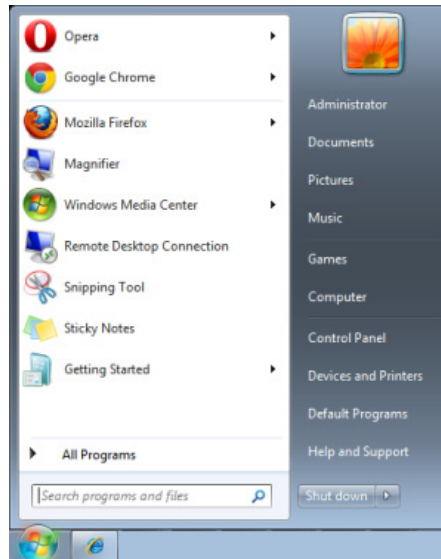 Opera
Google Chrome
Mozilla Firefox
Magnifier
Windows Media Center
Remote Desktop Connection
Snipping Tool
Sticky Notes
Getting Started
All Programs
Search programs and files
Administrator
Documents
Pictures
Music
Games
Computer
Control Panel
Devices and Printers
Default Programs
Help and Support
Shut down